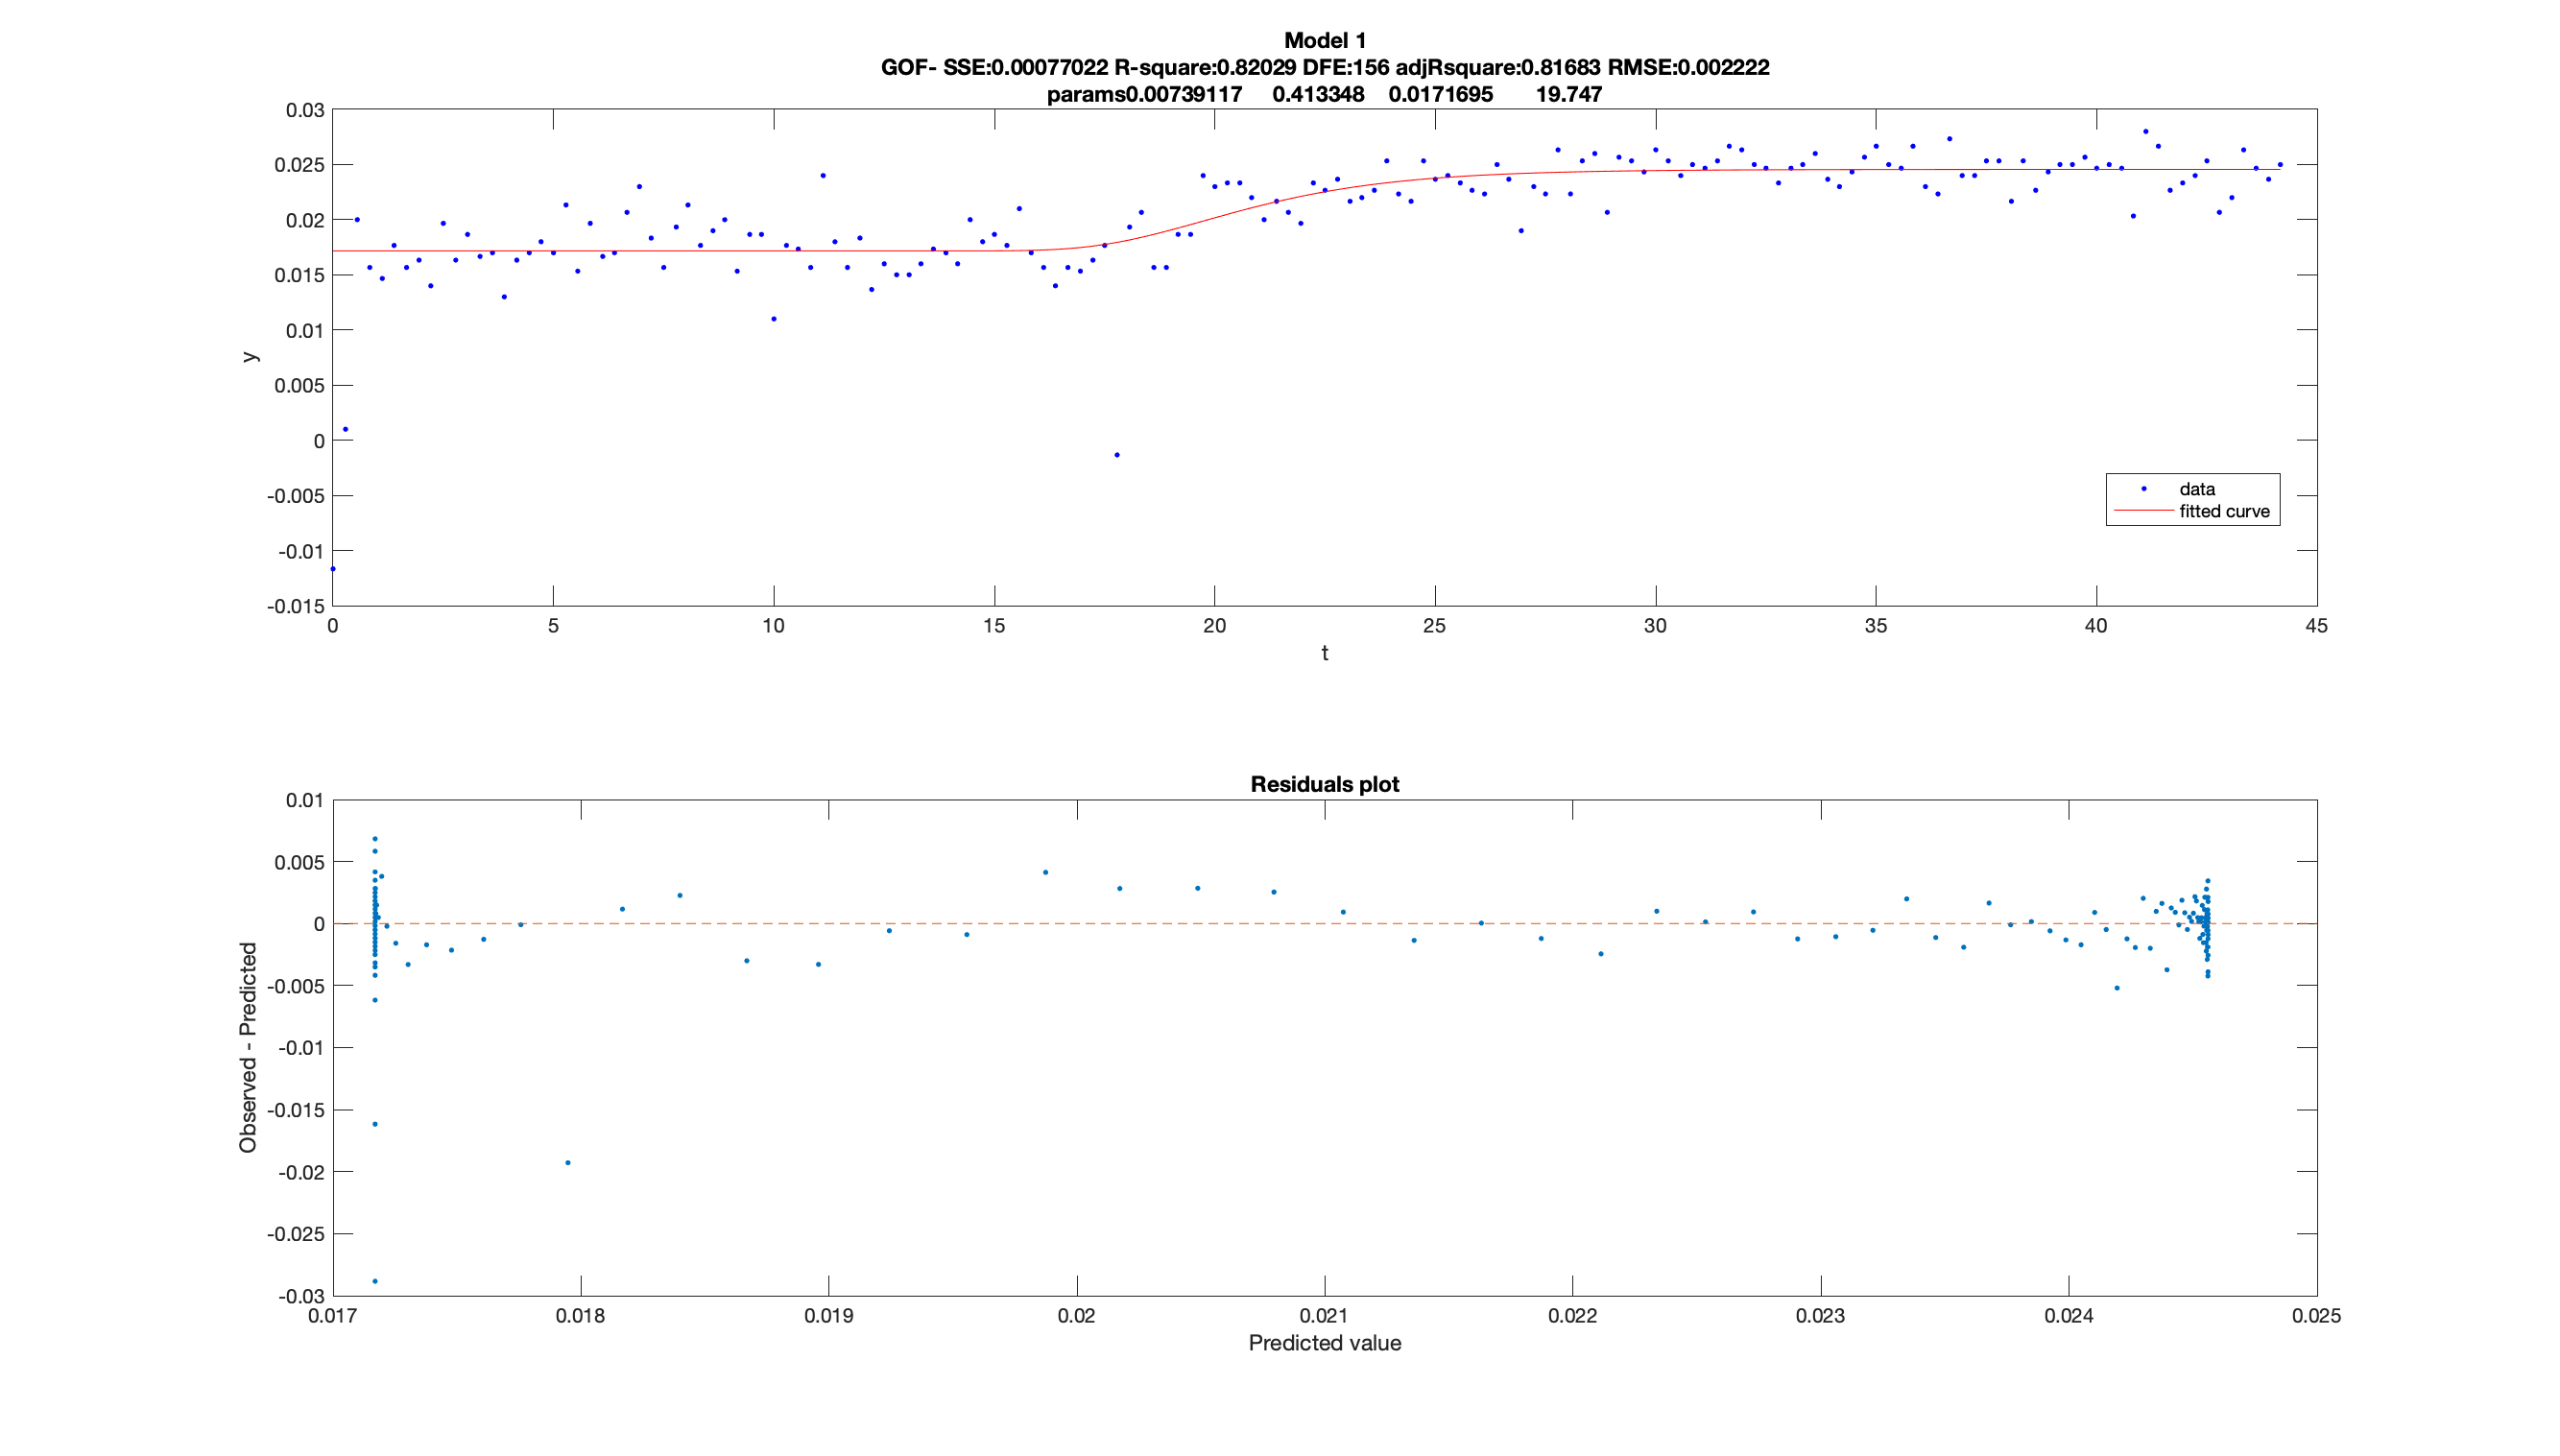 Model 1
GOF- SSE:0.00077022 R-square:0.82029 DFE:156 adjRsquare:0.81683 RMSE:0.002222
params0.00739117 0.413348 0.0171695 19.747
0.03
0.025
0.02
0.015
0.01
0.005
0
-0.005
-0.01
-0.015
y
data
fitted curve
0 5 10 15 20 25 30 35 40 45
t
Residuals plot
0.01
0.005
0
-0.005
-0.01
-0.015
-0.02
-0.025
-0.03
Observed - Predicted
0.017 0.018 0.019 0.02 0.021 0.022 0.023 0.024 0.025
Predicted value